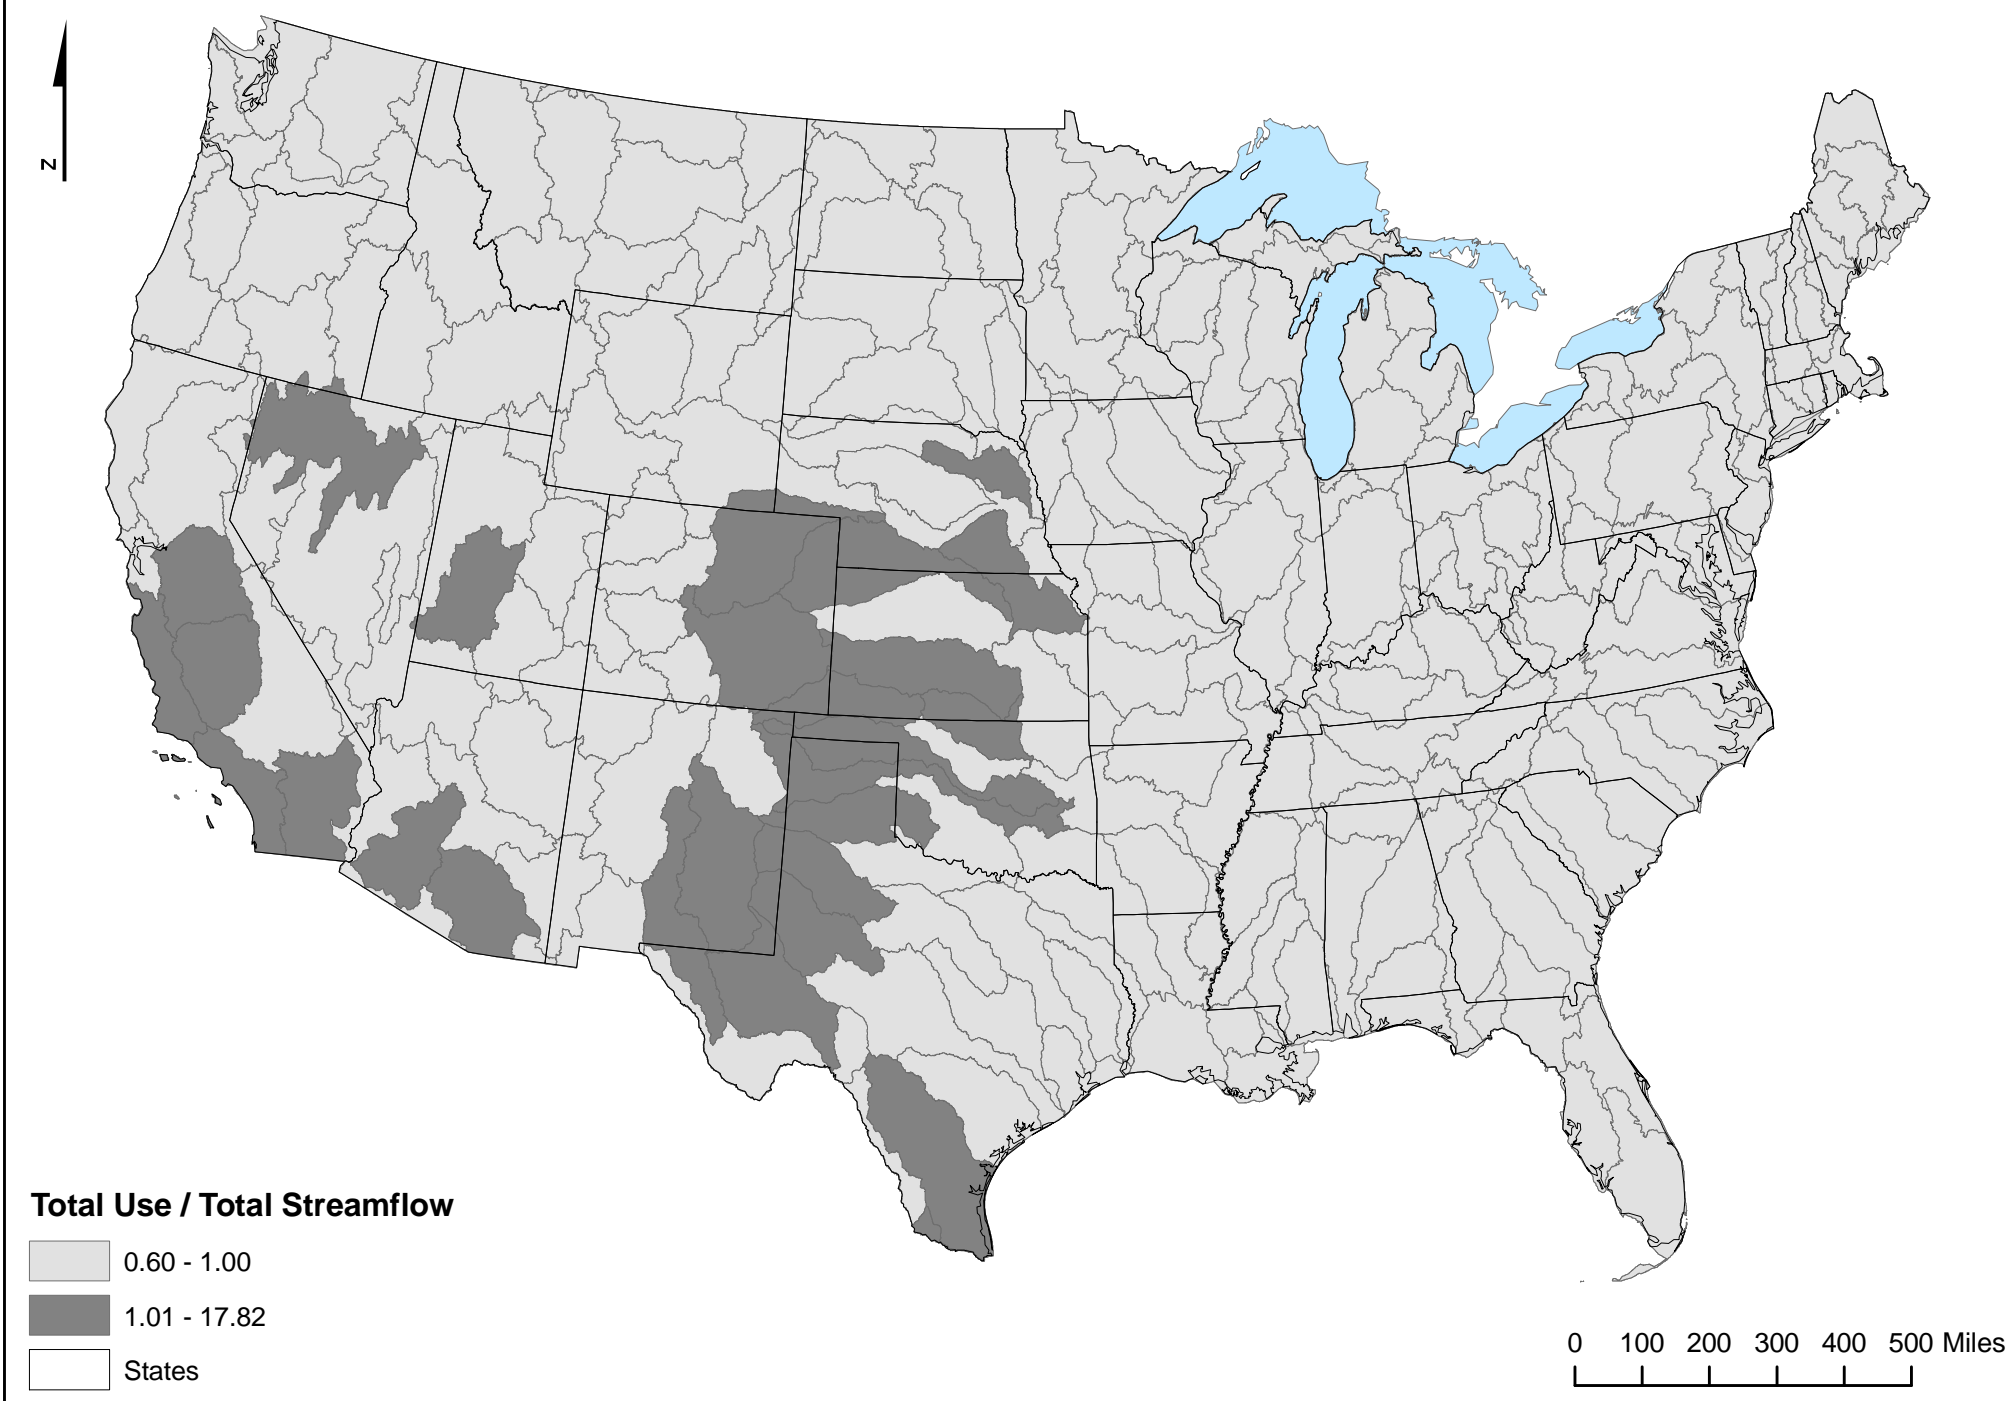 z
Total Use / Total Streamflow
0.60 - 1.00
1.01 - 17.82
States
0 100 200 300 400 500 Miles